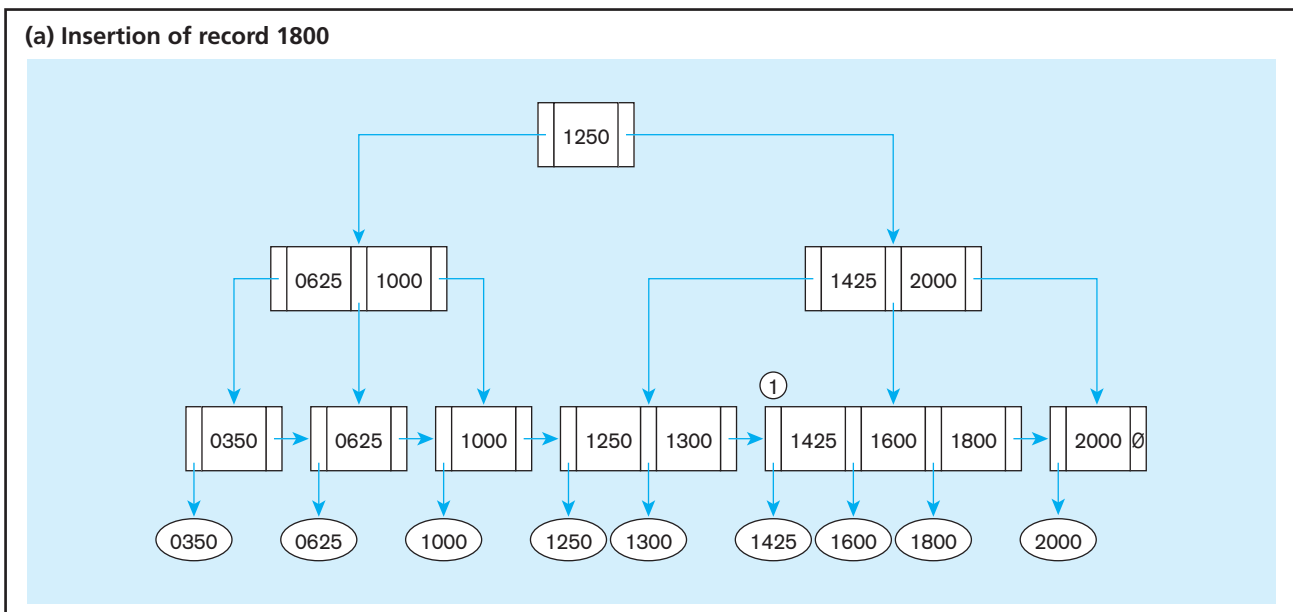 (a) Insertion of record 1800
1250
0625 1000 1425 2000
1
0350 0625 1000 1250 1300 1425 1600 1800 2000 Ø
0350 0625 1000 1250 1300 1425 1600 1800 2000